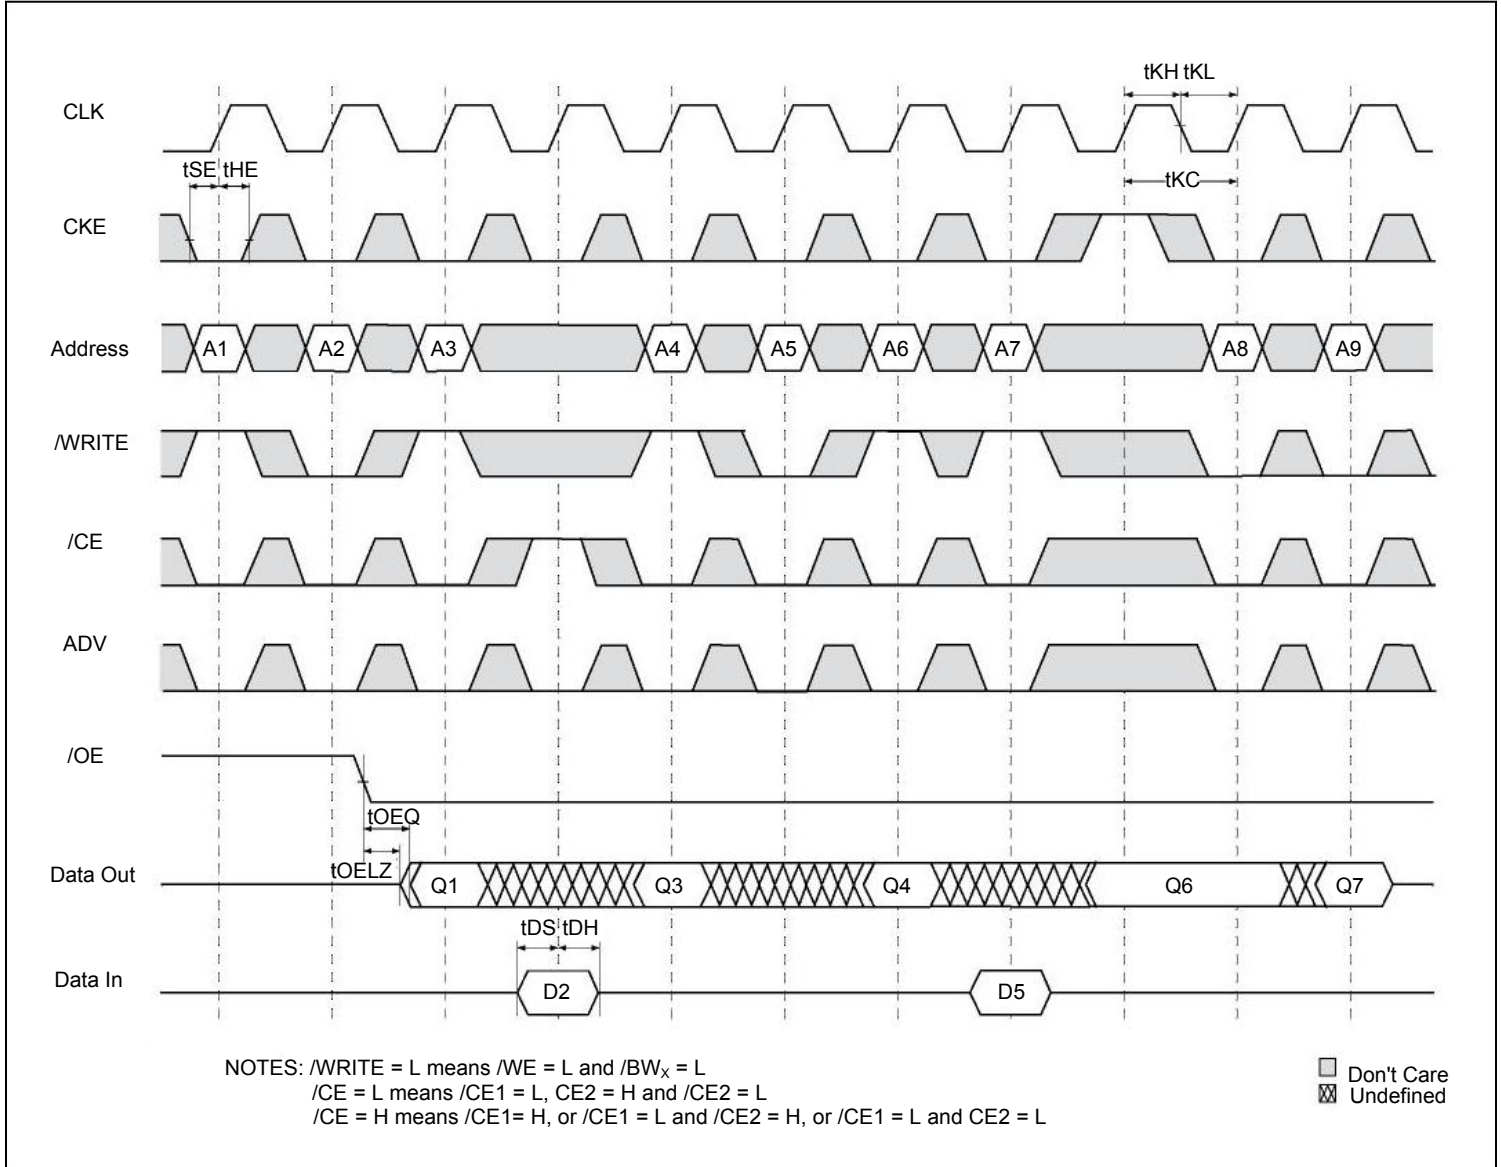 tKH tKL
CLK
tSE tHE
tKC
CKE
Address A1 A2 A3 A4 A5 A6 A7 A8 A9
/WRITE
/CE
ADV
/OE
tOEQ
tOELZ
Data Out Q1 Q3 Q4 Q6 Q7
tDS tDH
Data In D2 D5
NOTES: /WRITE = L means /WE = L and /BWX = L
/CE = L means /CE1 = L, CE2 = H and /CE2 = L
/CE = H means /CE1= H, or /CE1 = L and /CE2 = H, or /CE1 = L and CE2 = L
Don't Care
Undefined